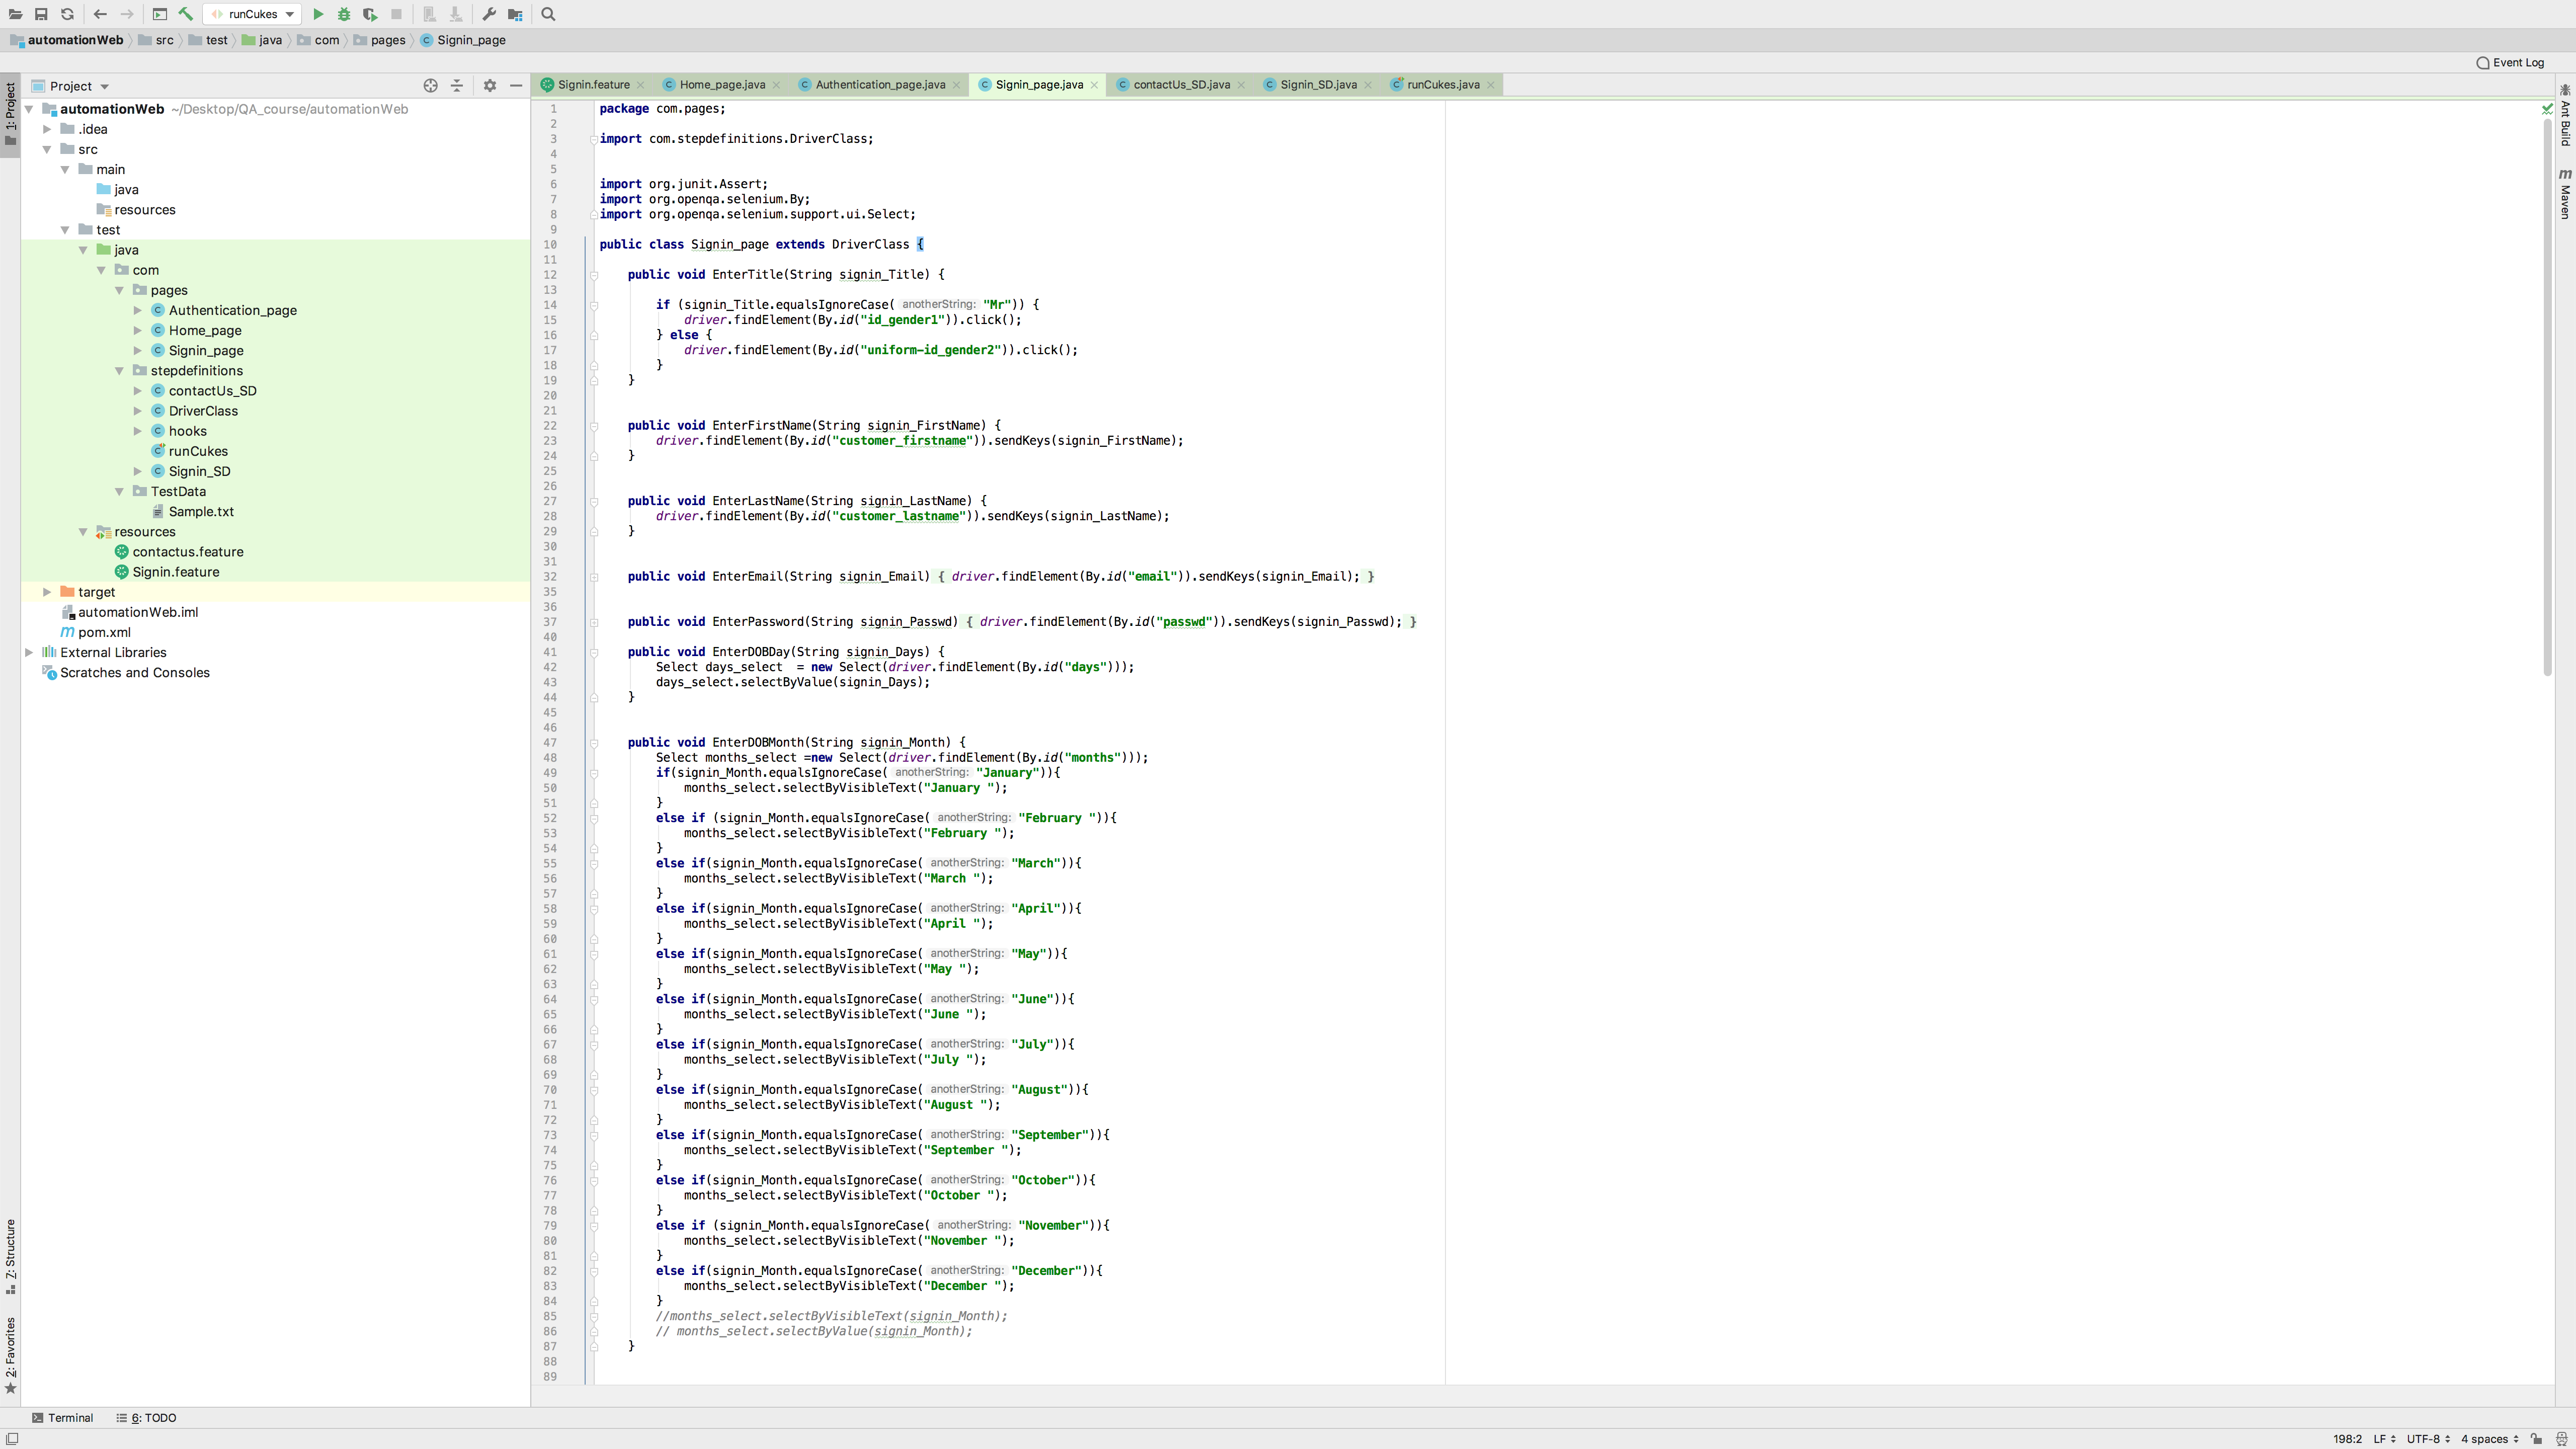 runCukes
automationWeb src test java com pages Signin_page
Event Log
1: Project
Project
automationWeb ~/Desktop/QA_course/automationWeb
.idea
src
main
java
resources
test
java
com
pages
Authentication_page
Home_page
Signin_page
stepdefinitions
contactUs_SD
DriverClass
hooks
runCukes
Signin_SD
TestData
Sample.txt
resources
contactus.feature
Signin.feature
target
automationWeb.iml
pom.xml
External Libraries
Scratches and Consoles
Z: Structure
2: Favorites
Signin.feature Home_page.java Authentication_page.java Signin_page.java contactUs_SD.java Signin_SD.java runCukes.java
1 package com.pages;
2
3 import com.stepdefinitions.DriverClass;
4
5
6 import org.junit.Assert;
7 import org.openqa.selenium.By;
8 import org.openqa.selenium.support.ui.Select;
9
10 public class Signin_page extends DriverClass {
11
12 public void EnterTitle(String signin_Title) {
13
14 if (signin_Title.equalsIgnoreCase( anotherString: "Mr")) {
15 driver.findElement(By.id("id_gender1")).click();
16 } else {
17 driver.findElement(By.id("uniform-id_gender2")).click();
18 }
19 }
20
21
22 public void EnterFirstName(String signin_FirstName) {
23 driver.findElement(By.id("customer_firstname")).sendKeys(signin_FirstName);
24 }
25
26
27 public void EnterLastName(String signin_LastName) {
28 driver.findElement(By.id("customer_lastname")).sendKeys(signin_LastName);
29 }
30
31
32 public void EnterEmail(String signin_Email) { driver.findElement(By.id("email")).sendKeys(signin_Email); }
35
36
37 public void EnterPassword(String signin_Passwd) { driver.findElement(By.id("passwd")).sendKeys(signin_Passwd); }
40
41 public void EnterDOBDay(String signin_Days) {
42 Select days_select  = new Select(driver.findElement(By.id("days")));
43 days_select.selectByValue(signin_Days);
44 }
45
46
47 public void EnterDOBMonth(String signin_Month) {
48 Select months_select =new Select(driver.findElement(By.id("months")));
49 if(signin_Month.equalsIgnoreCase( anotherString: "January")){
50 months_select.selectByVisibleText("January ");
51 }
52 else if (signin_Month.equalsIgnoreCase( anotherString: "February ")){
53 months_select.selectByVisibleText("February ");
54 }
55 else if(signin_Month.equalsIgnoreCase( anotherString: "March")){
56 months_select.selectByVisibleText("March ");
57 }
58 else if(signin_Month.equalsIgnoreCase( anotherString: "April")){
59 months_select.selectByVisibleText("April ");
60 }
61 else if(signin_Month.equalsIgnoreCase( anotherString: "May")){
62 months_select.selectByVisibleText("May ");
63 }
64 else if(signin_Month.equalsIgnoreCase( anotherString: "June")){
65 months_select.selectByVisibleText("June ");
66 }
67 else if(signin_Month.equalsIgnoreCase( anotherString: "July")){
68 months_select.selectByVisibleText("July ");
69 }
70 else if(signin_Month.equalsIgnoreCase( anotherString: "August")){
71 months_select.selectByVisibleText("August ");
72 }
73 else if(signin_Month.equalsIgnoreCase( anotherString: "September")){
74 months_select.selectByVisibleText("September ");
75 }
76 else if(signin_Month.equalsIgnoreCase( anotherString: "October")){
77 months_select.selectByVisibleText("October ");
78 }
79 else if (signin_Month.equalsIgnoreCase( anotherString: "November")){
80 months_select.selectByVisibleText("November ");
81 }
82 else if(signin_Month.equalsIgnoreCase( anotherString: "December")){
83 months_select.selectByVisibleText("December ");
84 }
85 //months_select.selectByVisibleText(signin_Month);
86 // months_select.selectByValue(signin_Month);
87 }
88
89
Ant Build
Maven
Terminal 6: TODO
198:2 LF UTF-8 4 spaces